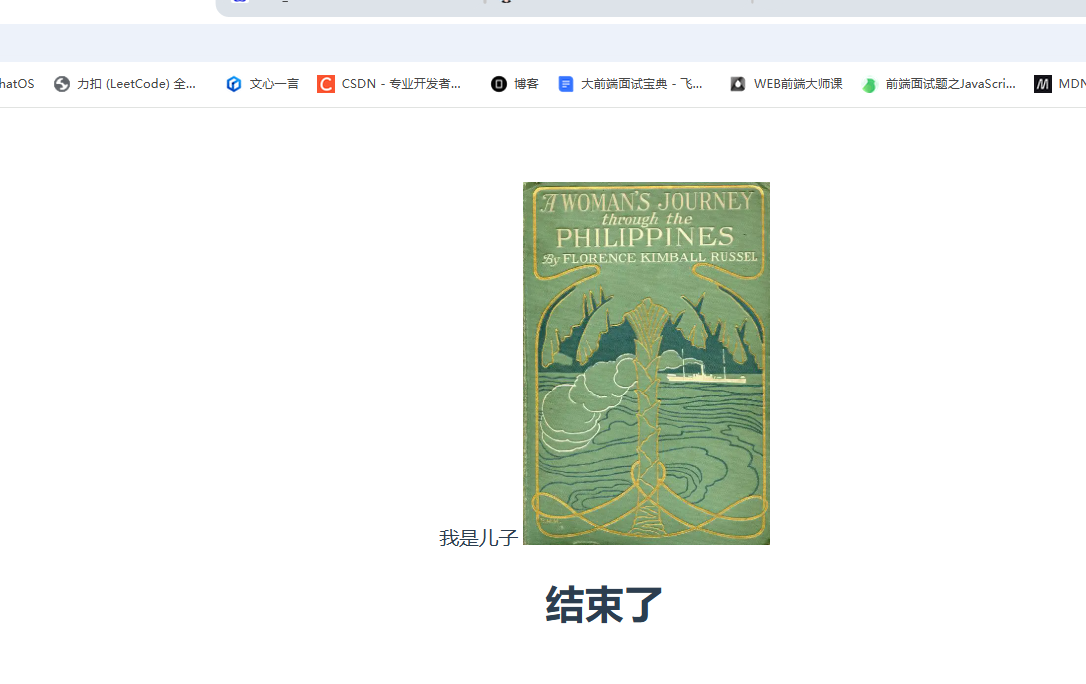 hatOS 力扣 (LeetCode) 全... 文心一言 CSDN - 专业开发者... 博客 大前端面试宝典 - 飞... WEB前端大师课 前端面试题之JavaScri... MDN
A WOMAN'S JOURNEY
through the
PHILIPPINES
By FLORENCE KIMBALL RUSSEL
我是儿子
结束了